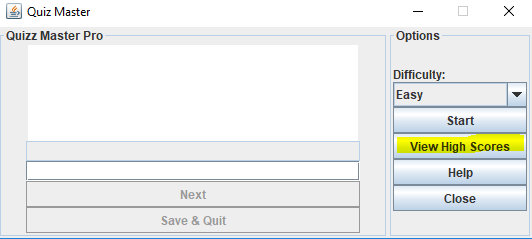 Quiz Master
Quizz Master Pro
Next
Save & Quit
Options
Difficulty:
Easy
Start
View High Scores
Help
Close